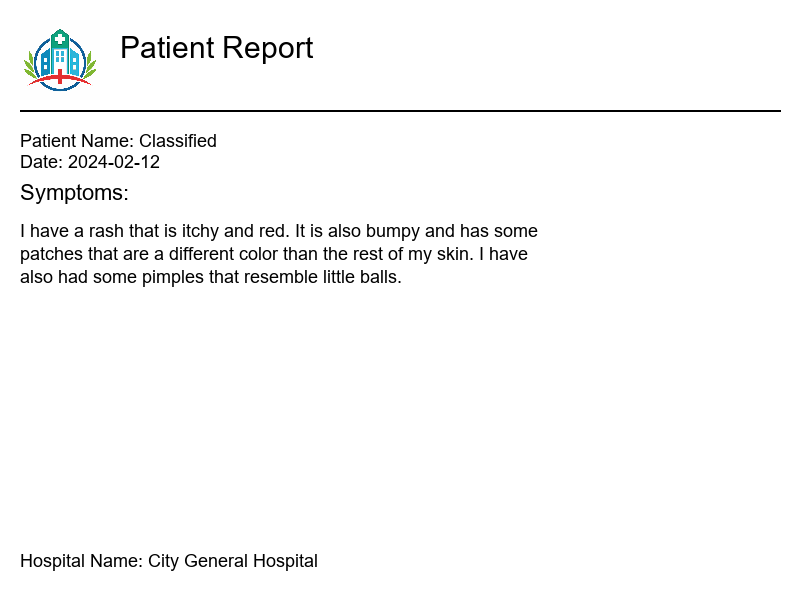 Patient Report
Patient Name: Classified
Date: 2024-02-12
Symptoms:
I have a rash that is itchy and red. It is also bumpy and has some
patches that are a different color than the rest of my skin. I have
also had some pimples that resemble little balls.
Hospital Name: City General Hospital